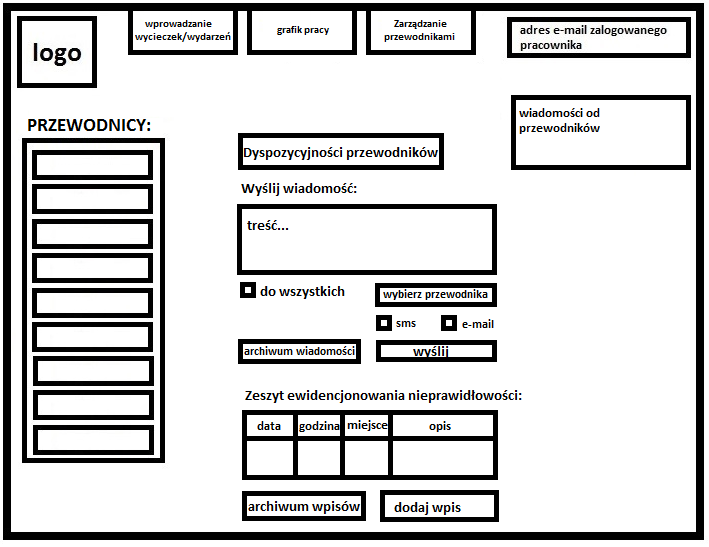 logo
wprowadzanie
wycieczek/wydarzeń
grafik pracy
Zarządzanie
przewodnikami
adres e-mail zalogowanego
pracownika
wiadomości od
przewodników
PRZEWODNICY:
Dyspozycyjności przewodników
Wyślij wiadomość:
treść...
do wszystkich
wybierz przewodnika
sms
e-mail
archiwum wiadomości
wyślij
Zeszyt ewidencjonowania nieprawidłowości:
data
godzina
miejsce
opis
archiwum wpisów
dodaj wpis